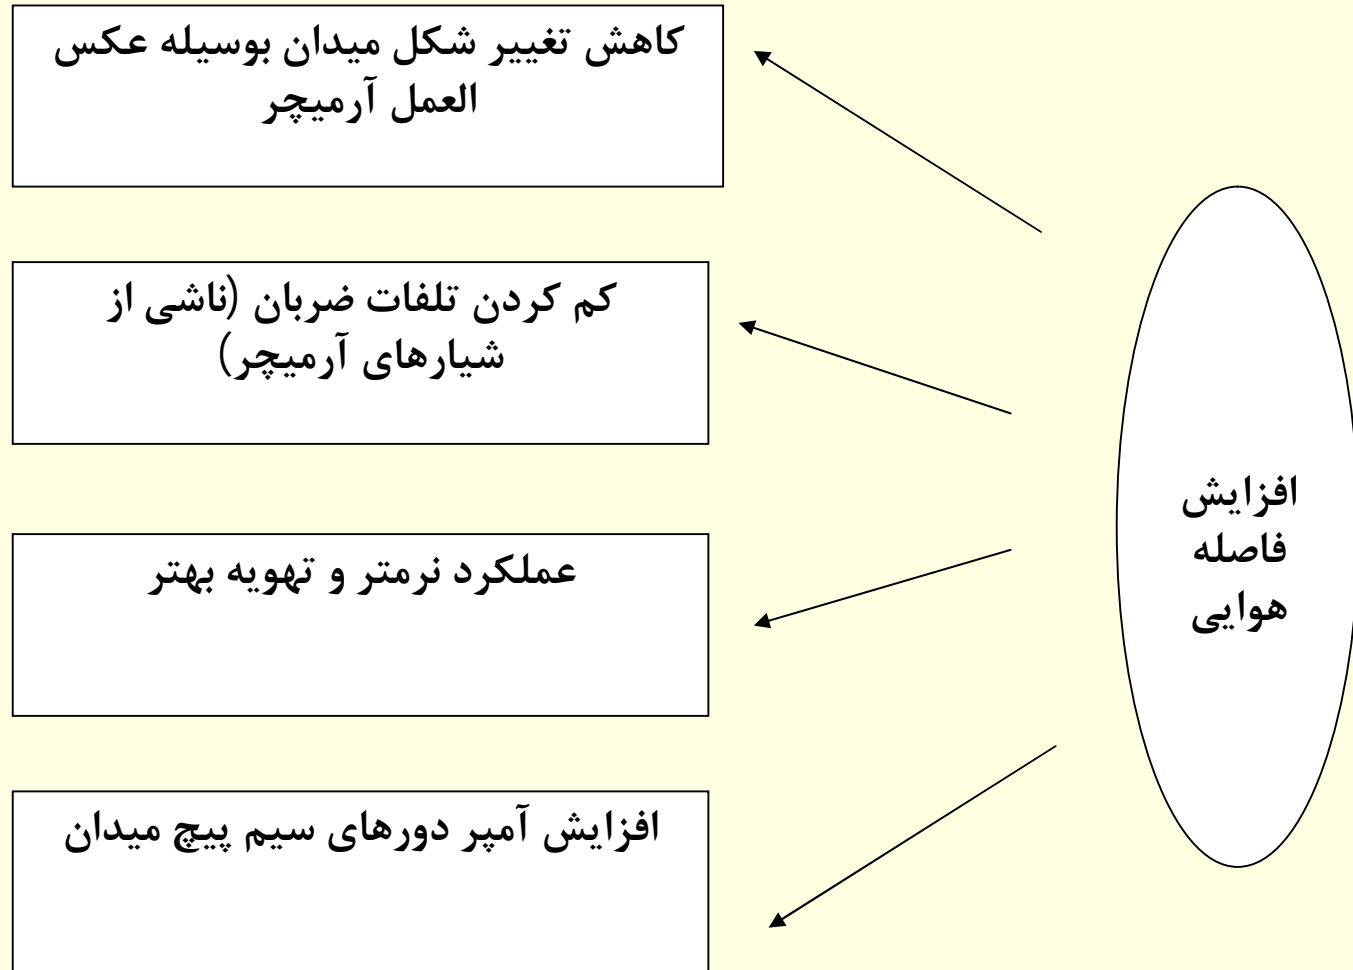 کاهش تغییر شکل میدان بوسیله عکس
العمل آرمیچر
کم کردن تلفات ضربان (ناشی از
شیارهای آرمیچر)
عملکرد نرمتر و تهویه بهتر
افزایش آمپر دورهای سیم پیچ میدان
افزایش
فاصله
هوایی